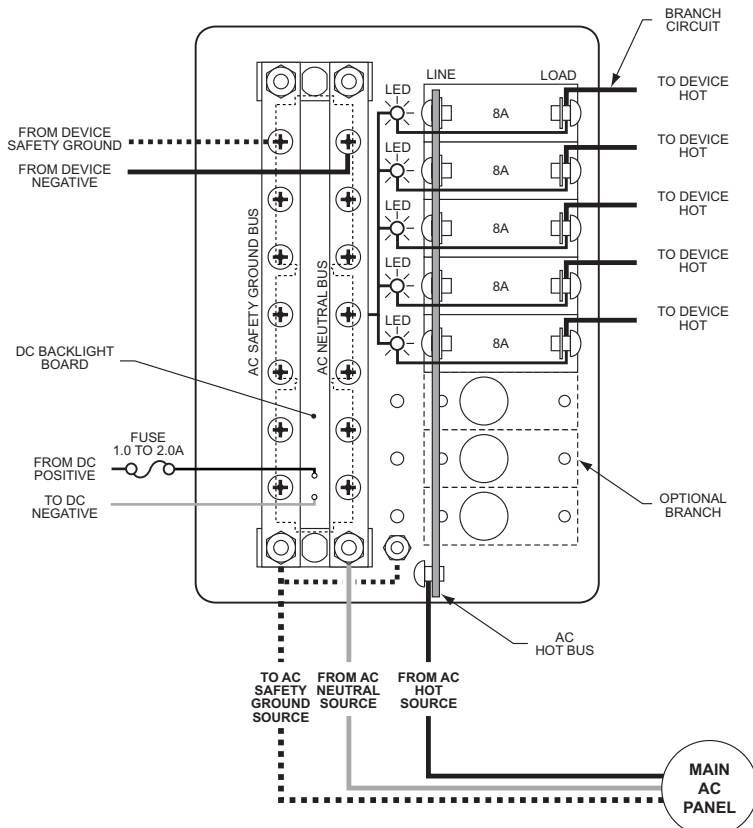 BRANCH
CIRCUIT
LINE
LOAD
LED
8A
TO DEVICE
HOT
LED
8A
TO DEVICE
HOT
LED
8A
TO DEVICE
HOT
LED
8A
TO DEVICE
HOT
LED
8A
TO DEVICE
HOT
FROM DEVICE
SAFETY GROUND
FROM DEVICE
NEGATIVE
AC SAFETY GROUND BUS
AC NEUTRAL BUS
DC BACKLIGHT
BOARD
FUSE
1.0 TO 2.0A
FROM DC
POSITIVE
TO DC
NEGATIVE
OPTIONAL
BRANCH
AC
HOT BUS
TO AC
SAFETY
GROUND
SOURCE
FROM AC
NEUTRAL
SOURCE
FROM AC
HOT
SOURCE
MAIN
AC
PANEL